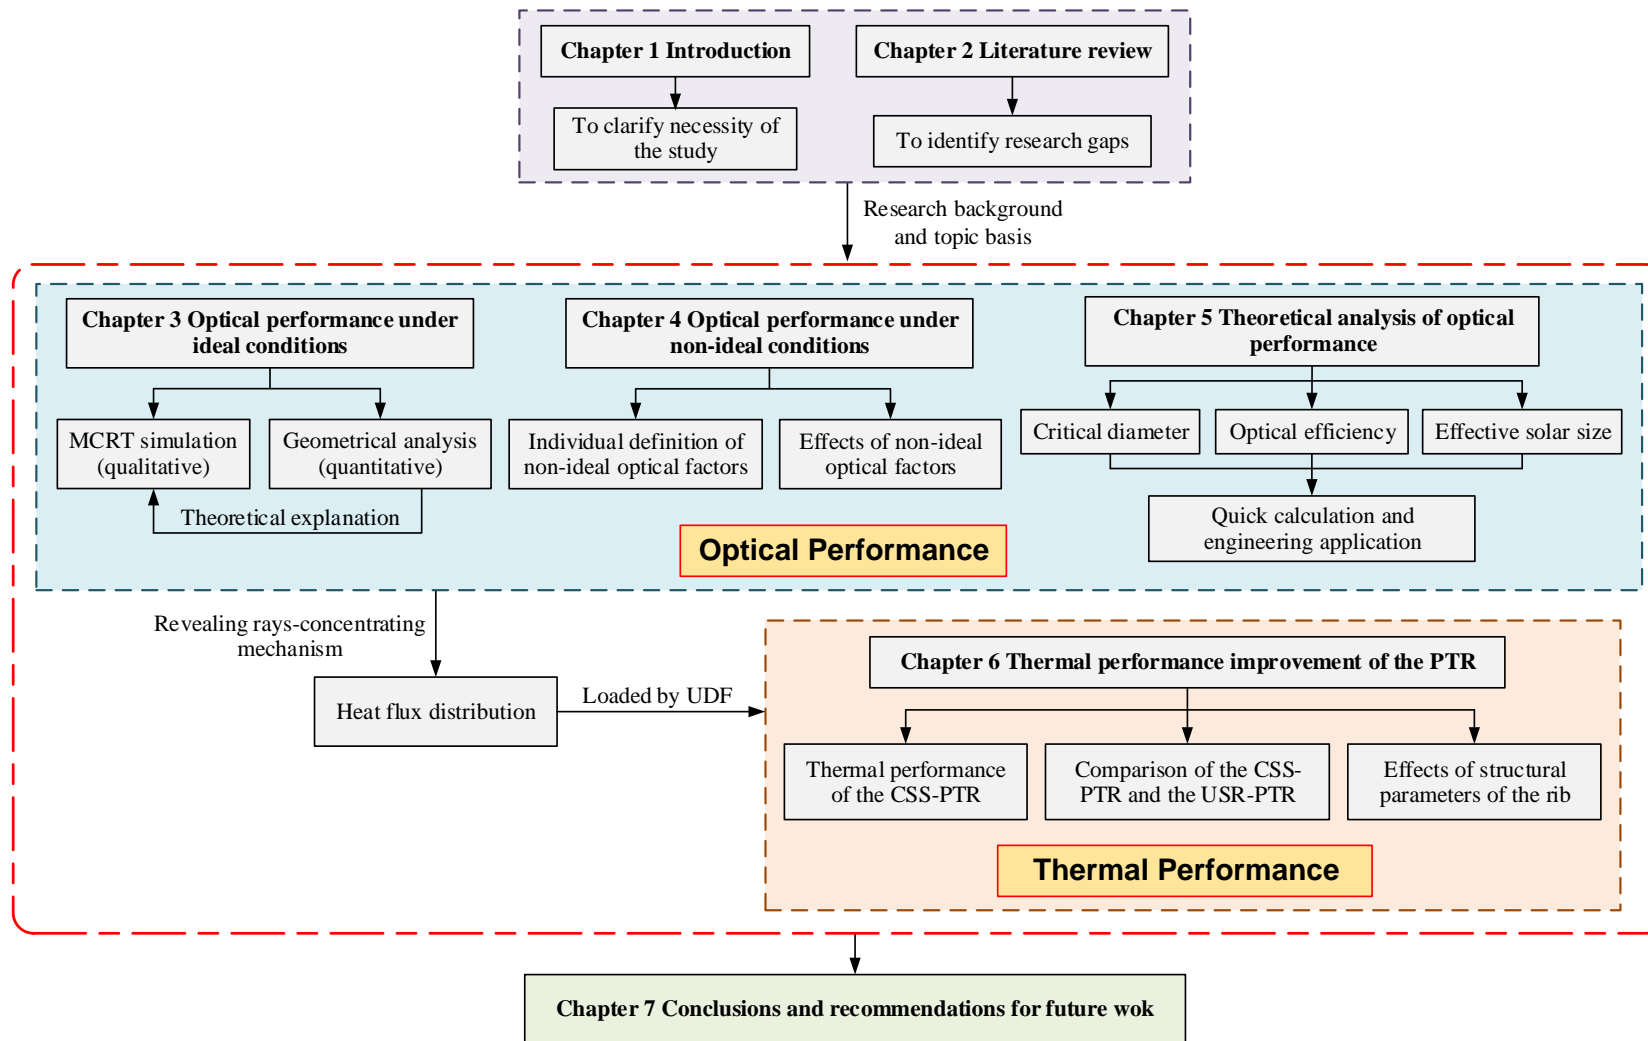 Chapter 1 Introduction
Chapter 2 Literature review
To clarify necessity of
the study
To identify research gaps
Research background
and topic basis
Chapter 3 Optical performance under
ideal conditions
Chapter 4 Optical performance under
non-ideal conditions
Chapter 5 Theoretical analysis of optical
performance
MCRT simulation
(qualitative)
Geometrical analysis
(quantitative)
Theoretical explanation
Individual definition of
non-ideal optical factors
Effects of non-ideal
optical factors
Critical diameter
Optical efficiency
Effective solar size
Quick calculation and
engineering application
Optical Performance
Revealing rays-concentrating
mechanism
Heat flux distribution
Loaded by UDF
Chapter 6 Thermal performance improvement of the PTR
Thermal performance
of the CSS-PTR
Comparison of the CSS-
PTR and the USR-PTR
Effects of structural
parameters of the rib
Thermal Performance
Chapter 7 Conclusions and recommendations for future wok